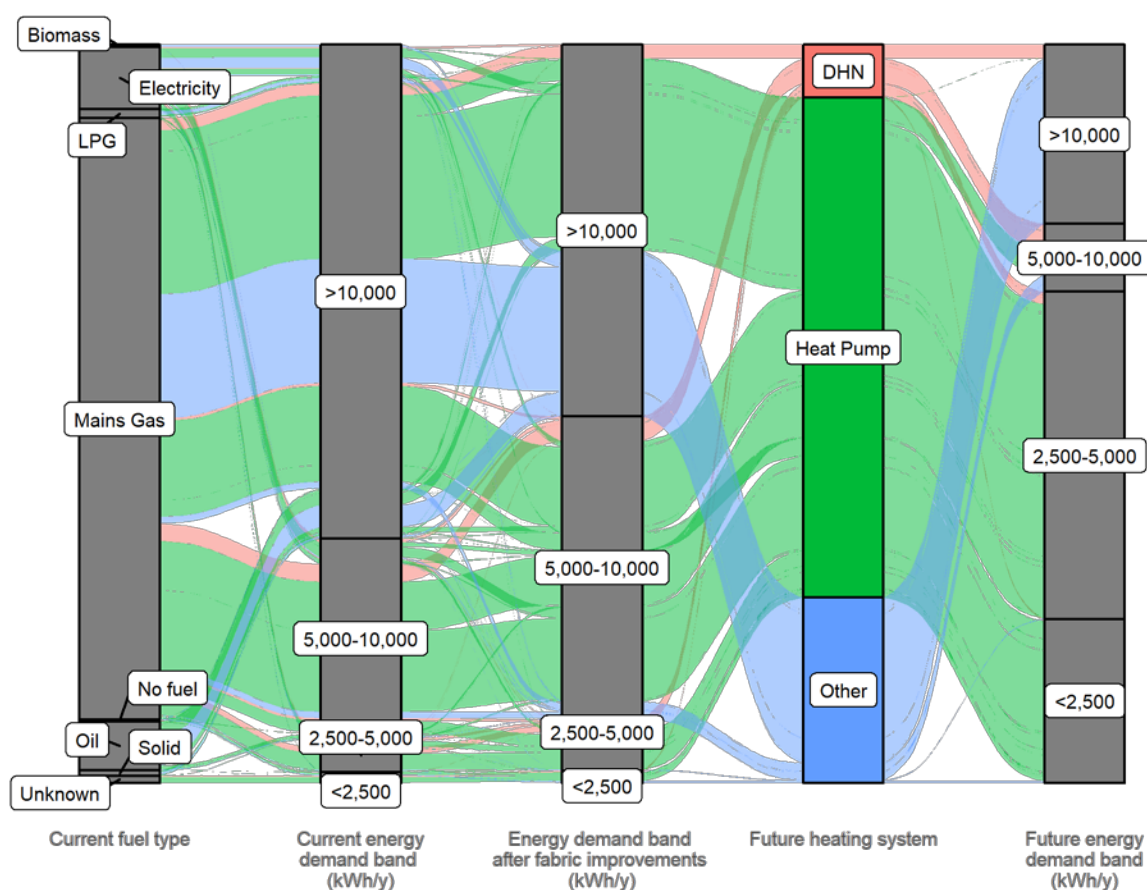 Biomass
Electricity
LPG
Mains Gas
No fuel
Oil
Solid
Unknown
>10,000
5,000-10,000
2,500-5,000
<2,500
>10,000
5,000-10,000
2,500-5,000
<2,500
DHN
Heat Pump
Other
>10,000
5,000-10,000
2,500-5,000
<2,500
Current fuel type
Current energy
demand band
(kWh/y)
Energy demand band
after fabric improvements
(kWh/y)
Future heating system
Future energy
demand band
(kWh/y)